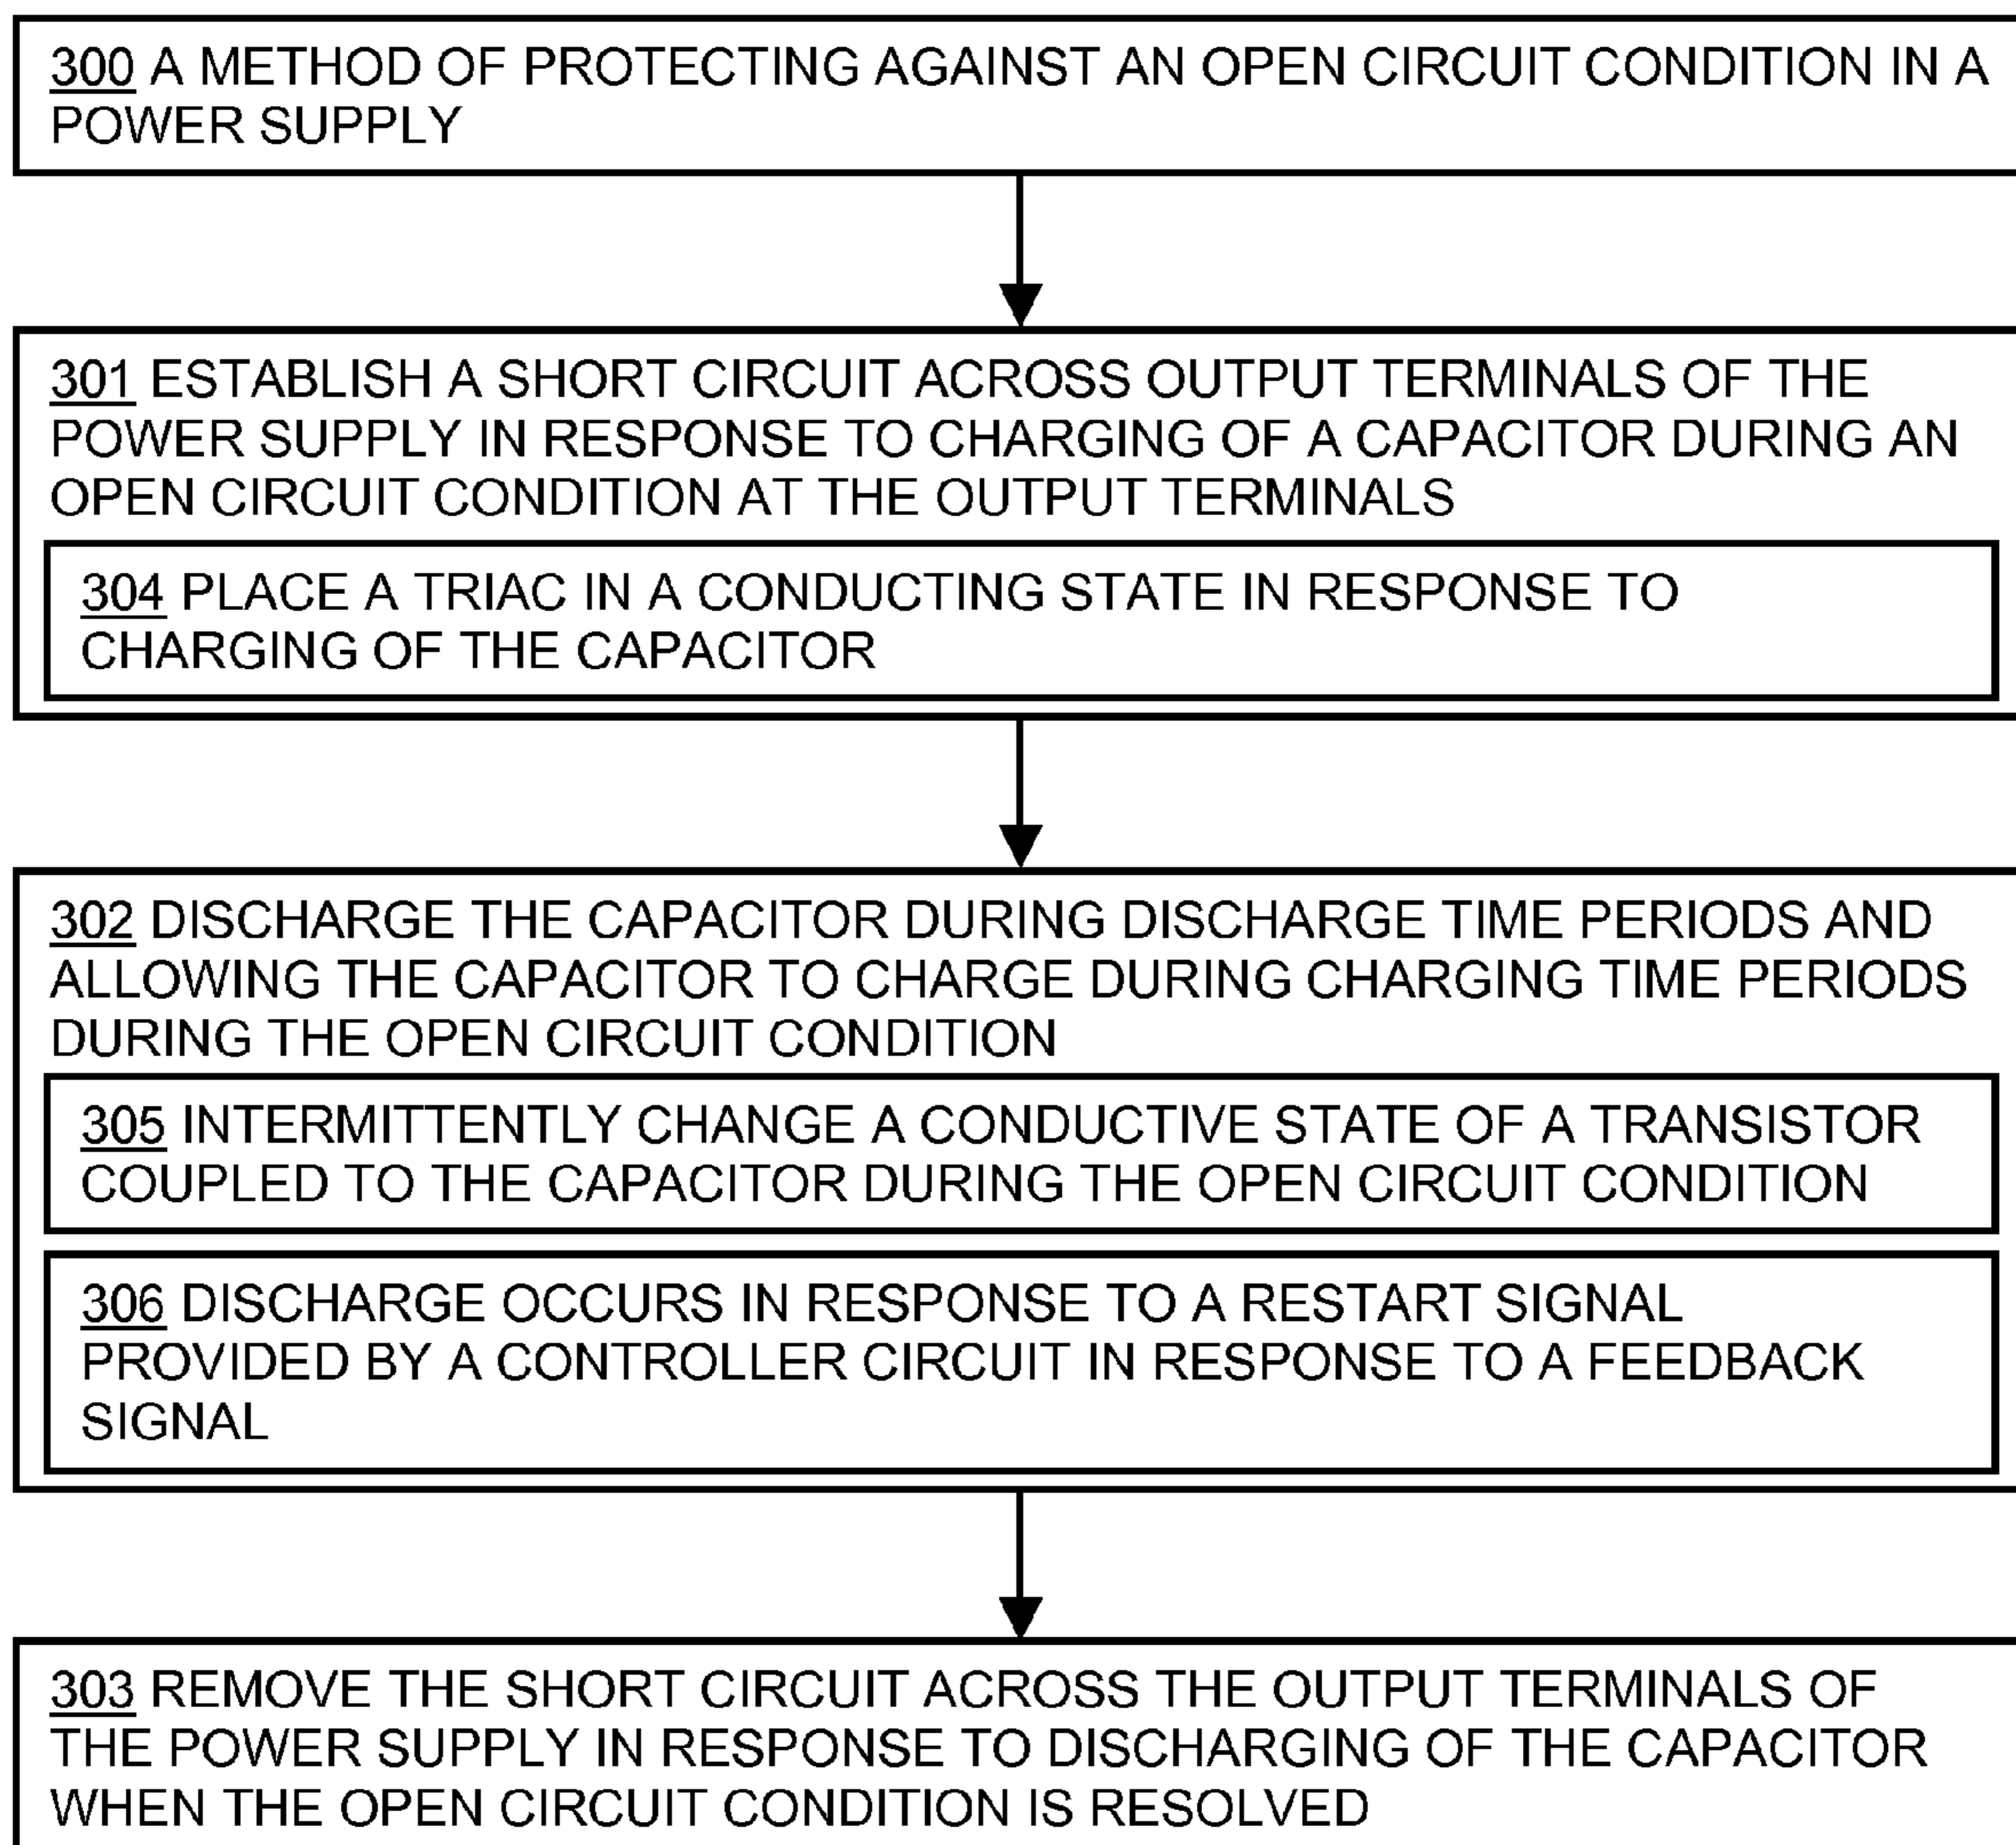 300 A METHOD OF PROTECTING AGAINST AN OPEN CIRCUIT CONDITION IN A
POWER SUPPLY
301 ESTABLISH A SHORT CIRCUIT ACROSS OUTPUT TERMINALS OF THE
POWER SUPPLY IN RESPONSE TO CHARGING OF A CAPACITOR DURING AN
OPEN CIRCUIT CONDITION AT THE OUTPUT TERMINALS
304 PLACE A TRIAC IN A CONDUCTING STATE IN RESPONSE TO
CHARGING OF THE CAPACITOR
302 DISCHARGE THE CAPACITOR DURING DISCHARGE TIME PERIODS AND
ALLOWING THE CAPACITOR TO CHARGE DURING CHARGING TIME PERIODS
DURING THE OPEN CIRCUIT CONDITION
305 INTERMITTENTLY CHANGE A CONDUCTIVE STATE OF A TRANSISTOR
COUPLED TO THE CAPACITOR DURING THE OPEN CIRCUIT CONDITION
306 DISCHARGE OCCURS IN RESPONSE TO A RESTART SIGNAL
PROVIDED BY A CONTROLLER CIRCUIT IN RESPONSE TO A FEEDBACK
SIGNAL
303 REMOVE THE SHORT CIRCUIT ACROSS THE OUTPUT TERMINALS OF
THE POWER SUPPLY IN RESPONSE TO DISCHARGING OF THE CAPACITOR
WHEN THE OPEN CIRCUIT CONDITION IS RESOLVED